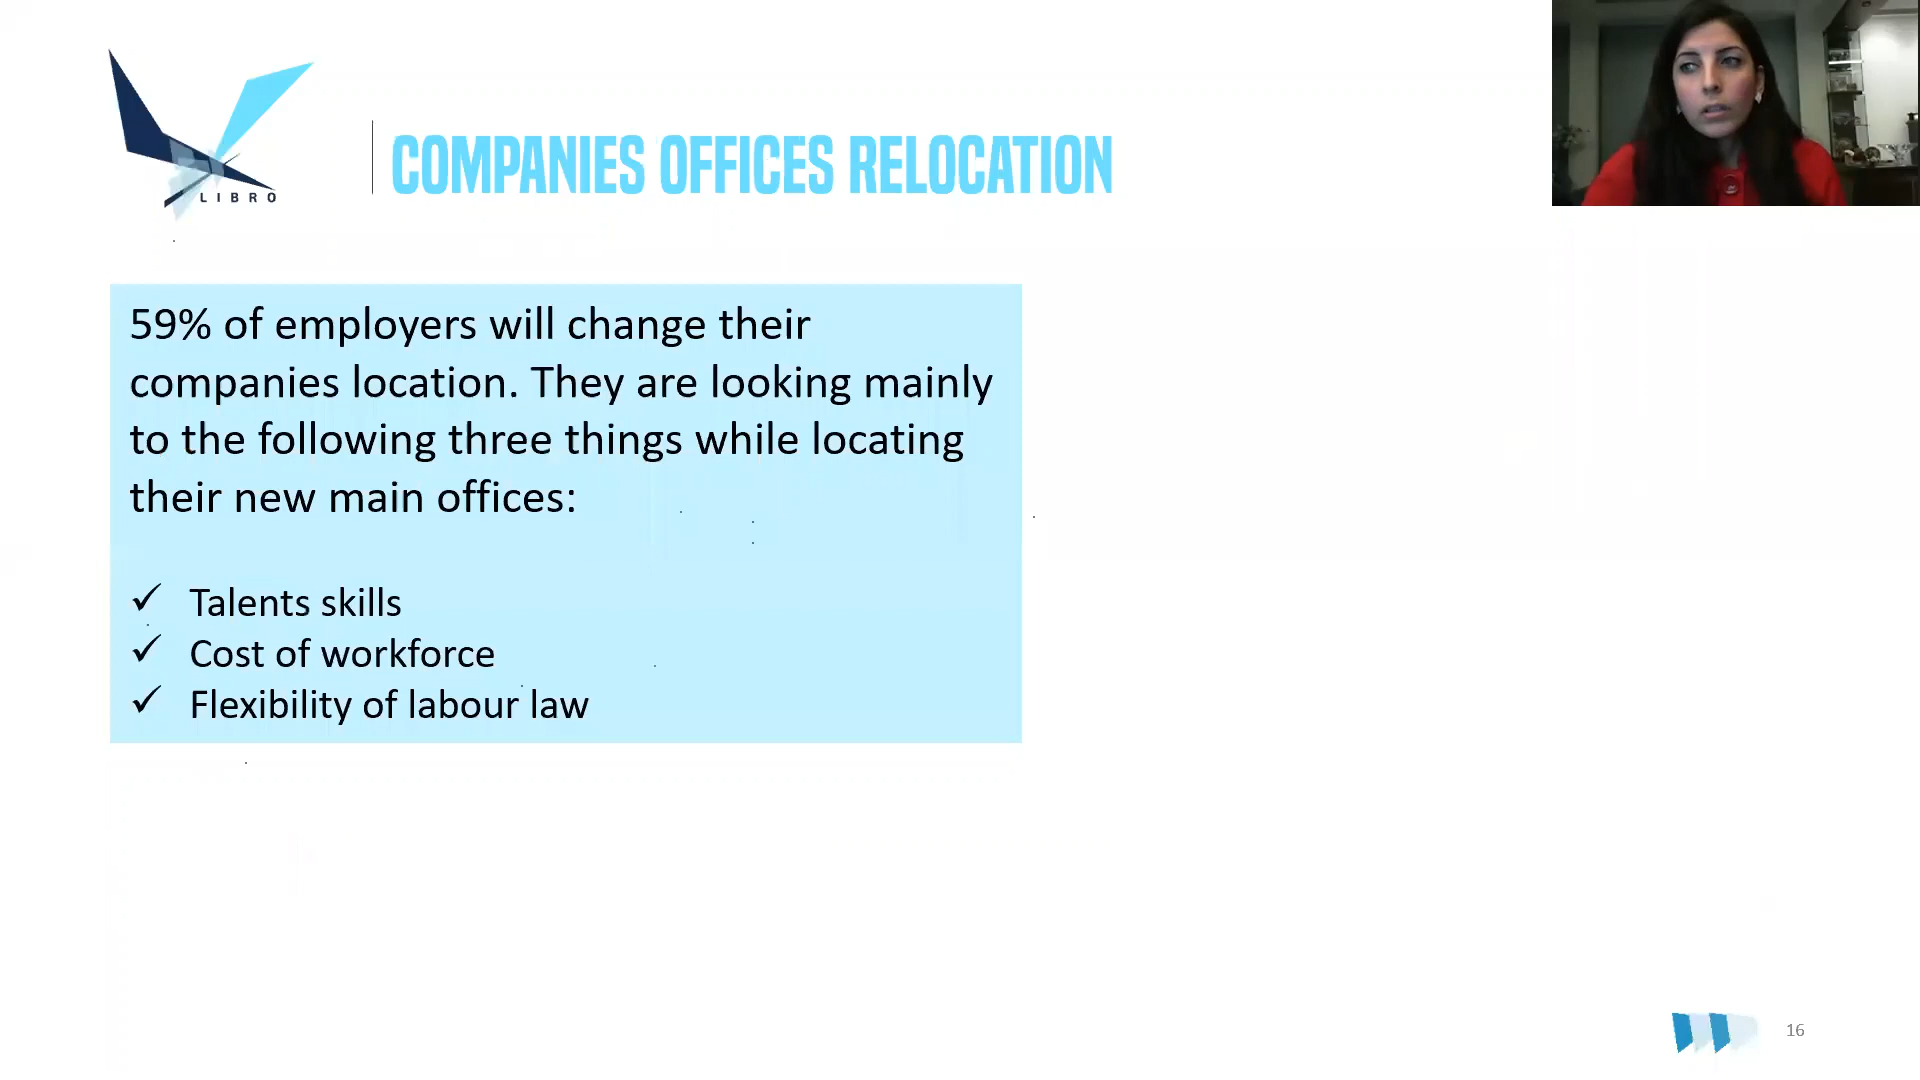 LIBRO
COMPANIES OFFICES RELOCATION
59% of employers will change their
companies location. They are looking mainly
to the following three things while locating
their new main offices:
✓ Talents skills
✓ Cost of workforce
✓ Flexibility of labour law
16